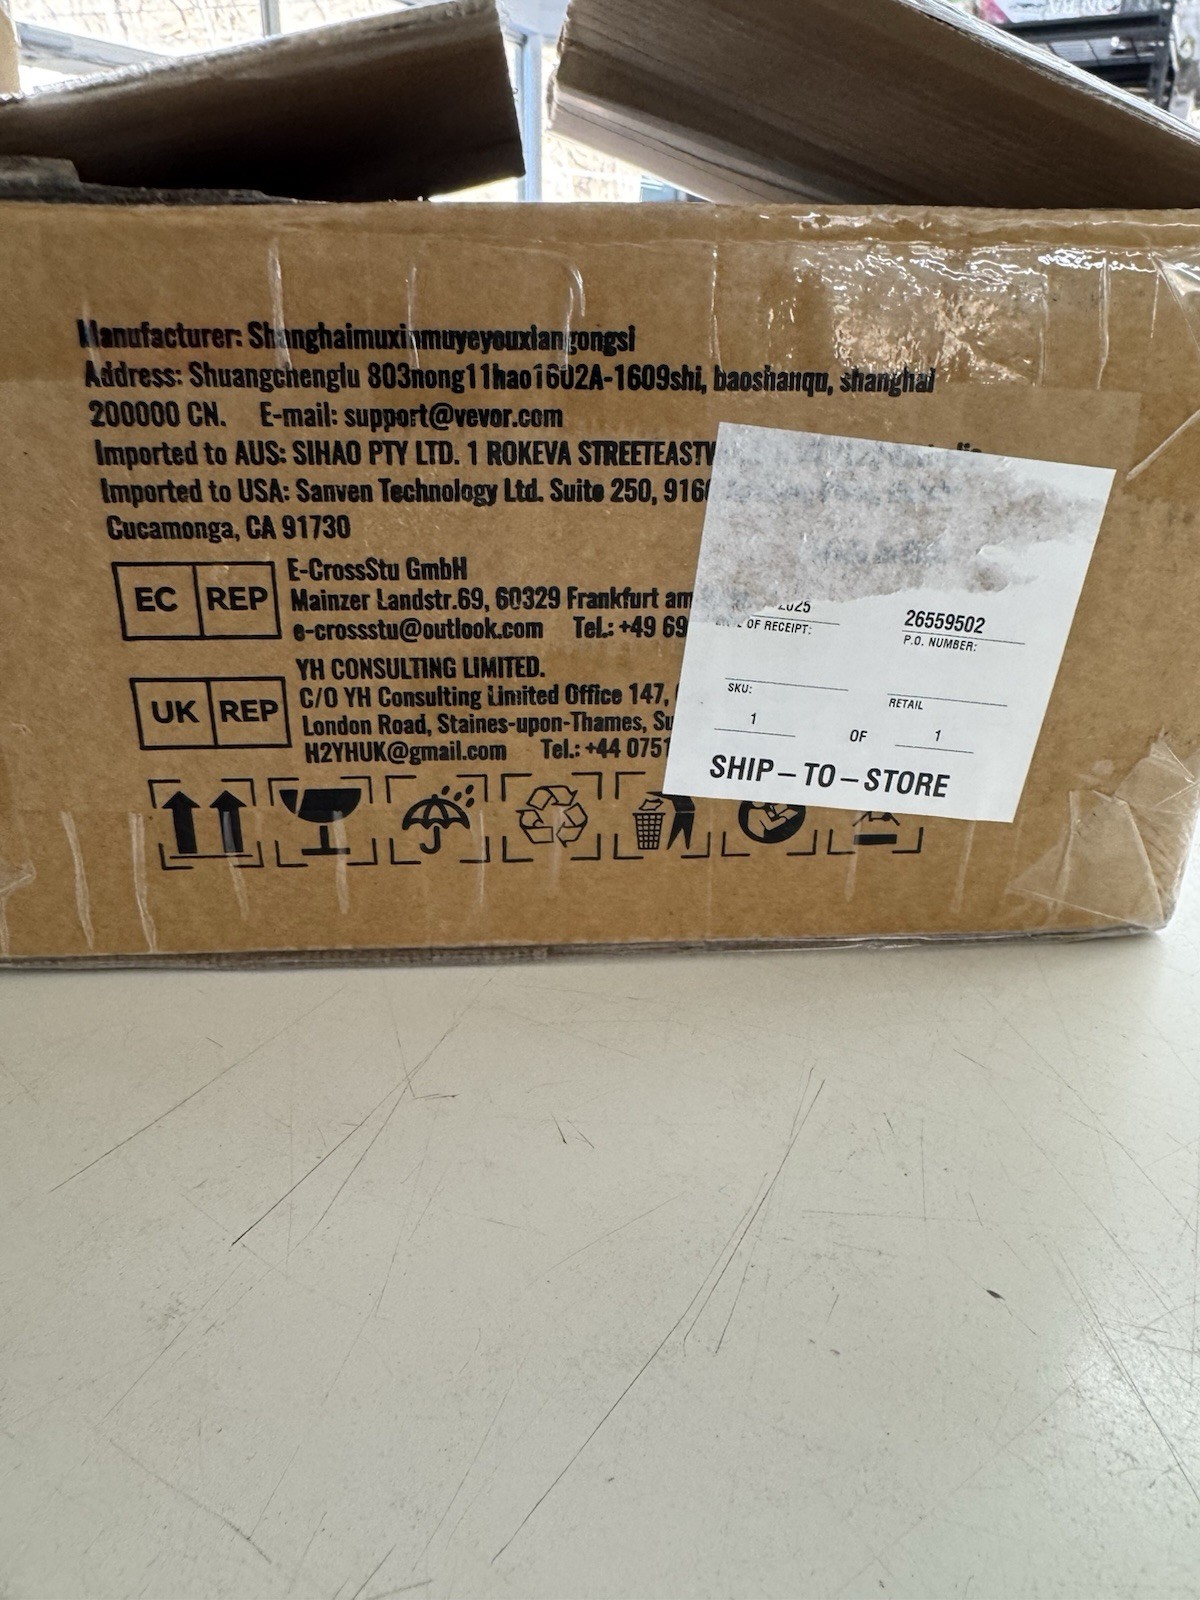 Manufacturer: Shanghaimuxinmuyeyouxiangongsi
Address: Shuangchenglu 803nong11hao1602A-1609shi, baoshanqu, shanghai
200000 CN. E-mail: support@vevor.com
Imported to AUS: SIHAO PTY LTD. 1 ROKEVA STREETEASTW
Imported to USA: Sanven Technology Ltd. Suite 250, 916
Cucamonga, CA 91730
EC REP
E-CrossStu GmbH
Mainzer Landstr.69, 60329 Frankfurt am
e-crossstu@outlook.com Tel.: +49 69
UK REP
YH CONSULTING LIMITED.
C/O YH Consulting Limited Office 147,
London Road, Staines-upon-Thames, Su
H2YHUK@gmail.com Tel.: +44 0751
26559502
OF RECEIPT: P.O. NUMBER:
SKU: RETAIL
1 OF 1
SHIP-TO-STORE